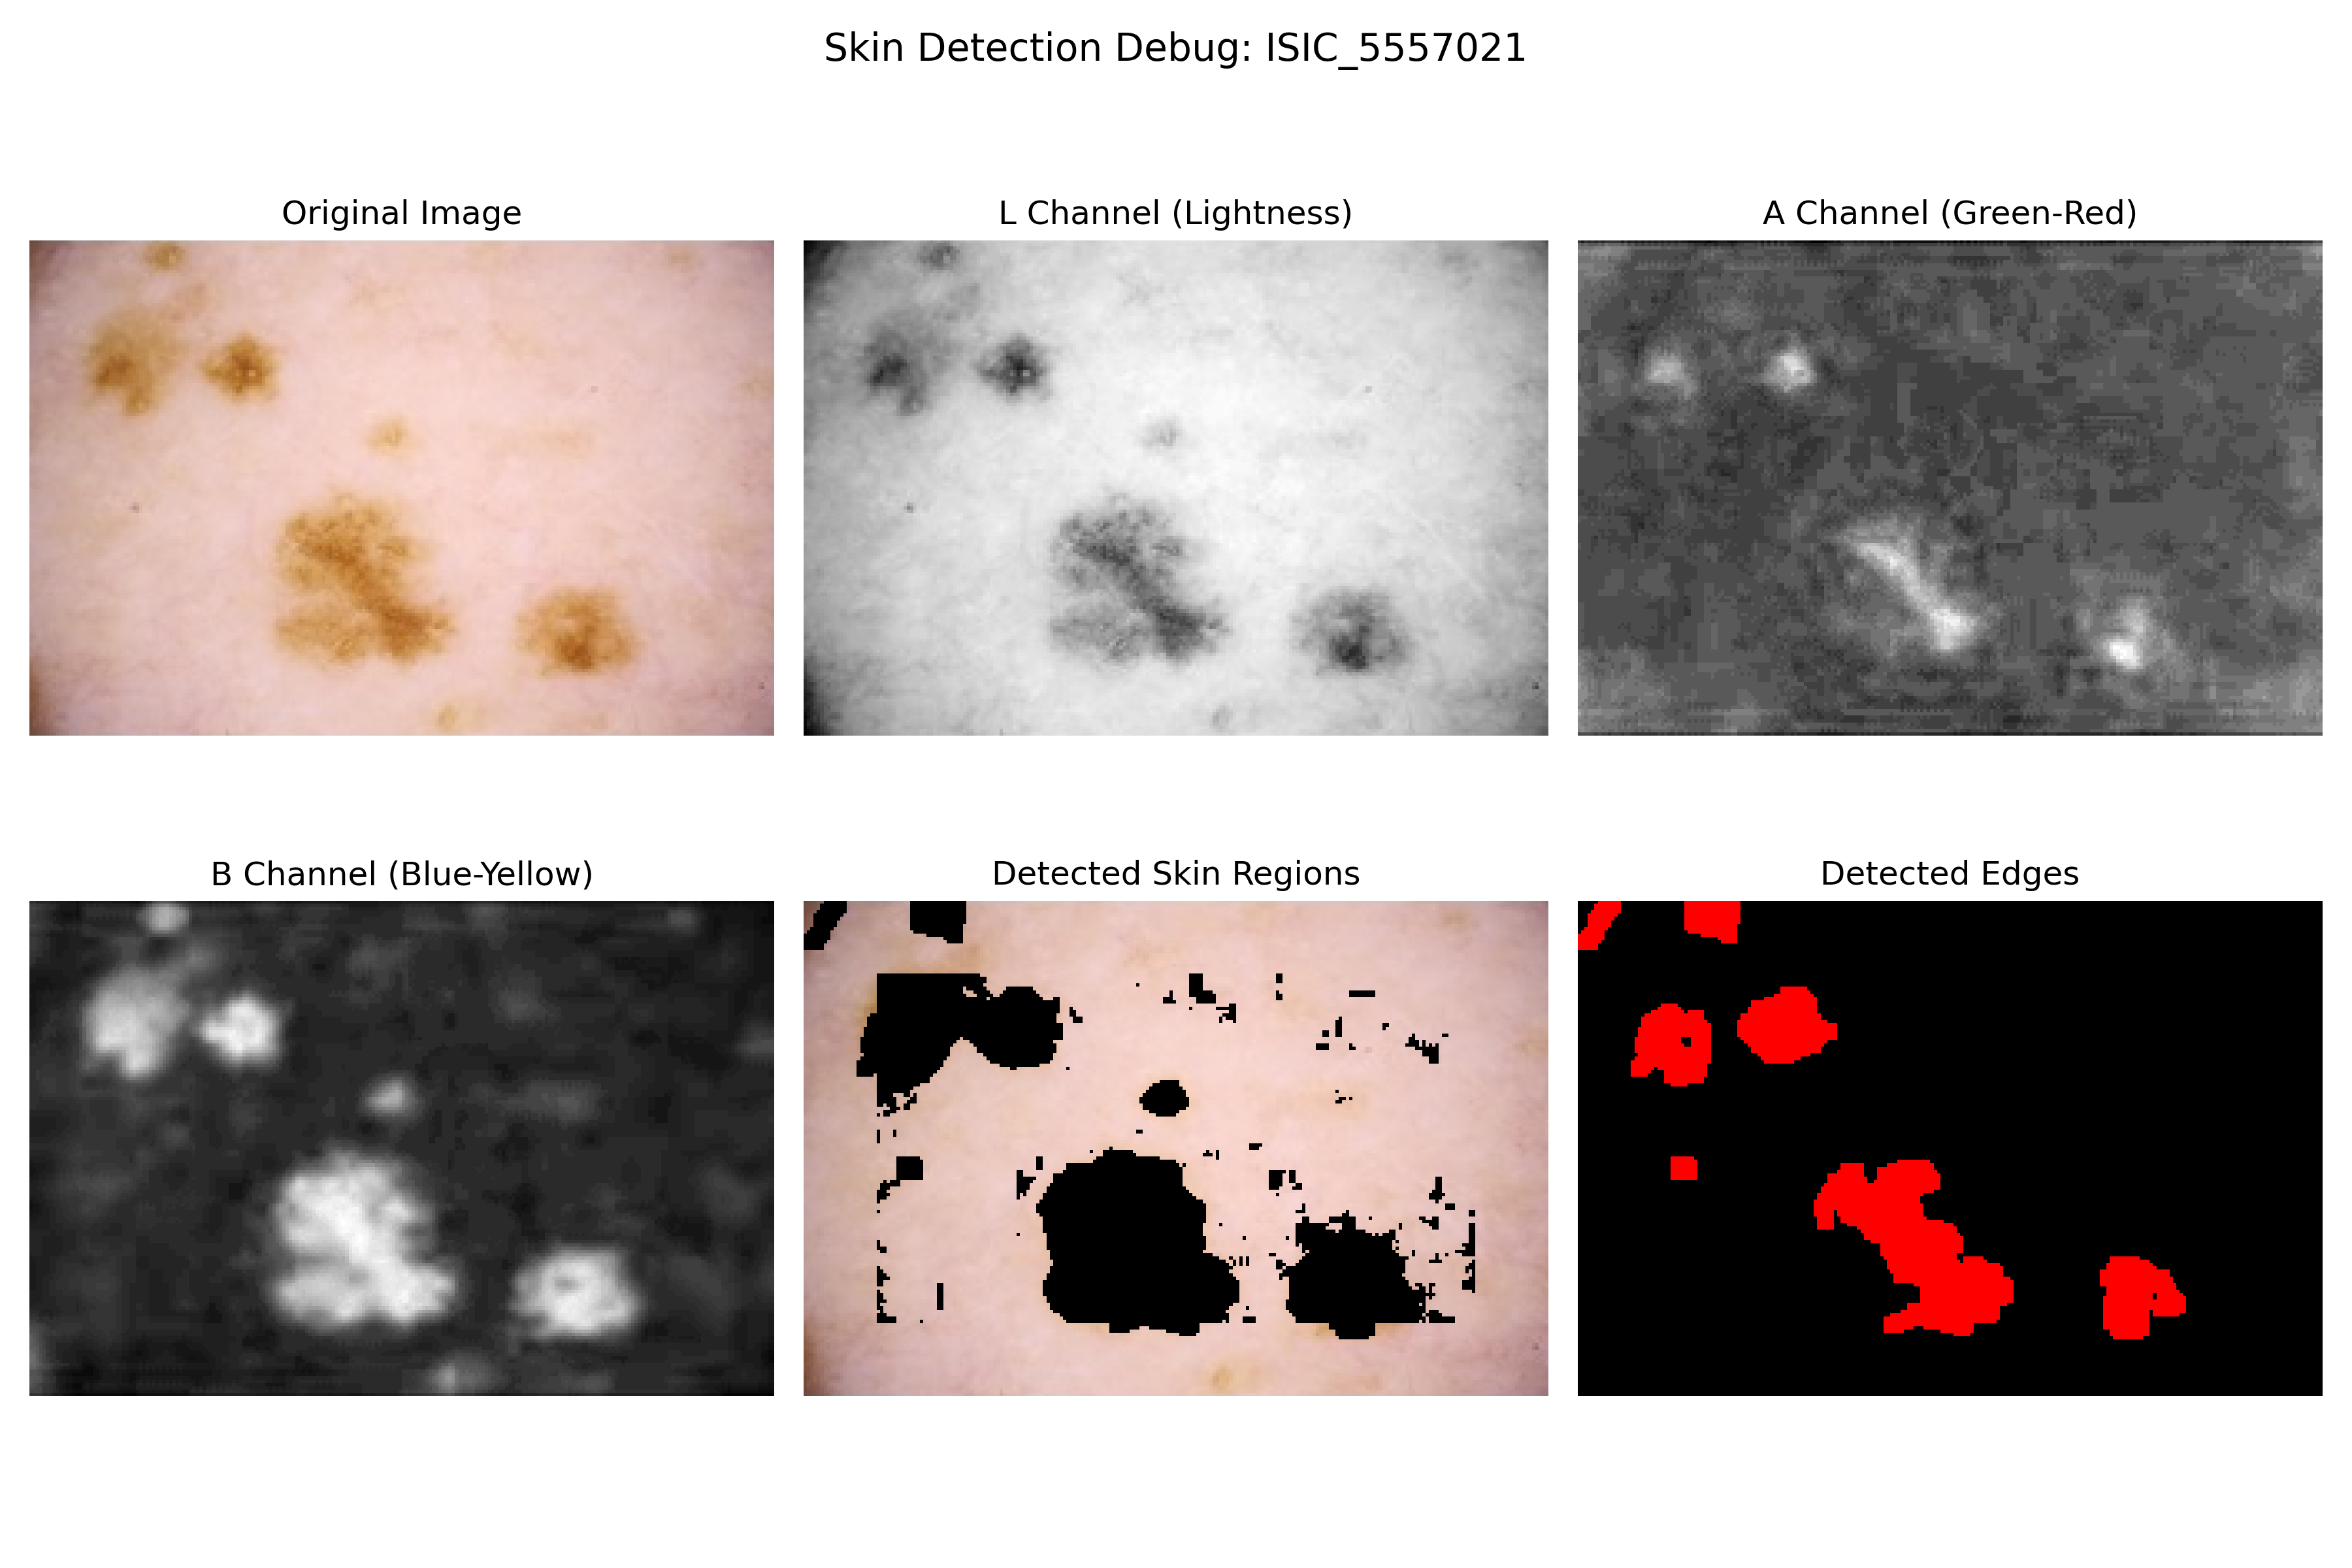 Skin Detection Debug: ISIC_5557021
Original Image
L Channel (Lightness)
A Channel (Green-Red)
B Channel (Blue-Yellow)
Detected Skin Regions
Detected Edges